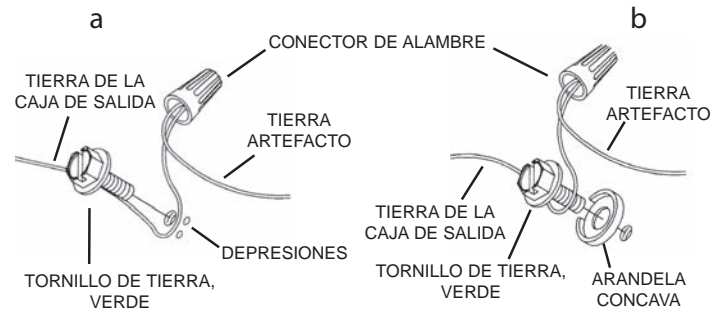 a
b
CONECTOR DE ALAMBRE
TIERRA DE LA
CAJA DE SALIDA
TIERRA
ARTEFACTO
TIERRA
ARTEFACTO
DEPRESIONES
TORNILLO DE TIERRA,
VERDE
TIERRA DE LA
CAJA DE SALIDA
TORNILLO DE TIERRA,
VERDE
ARANDELA
CONCAVA